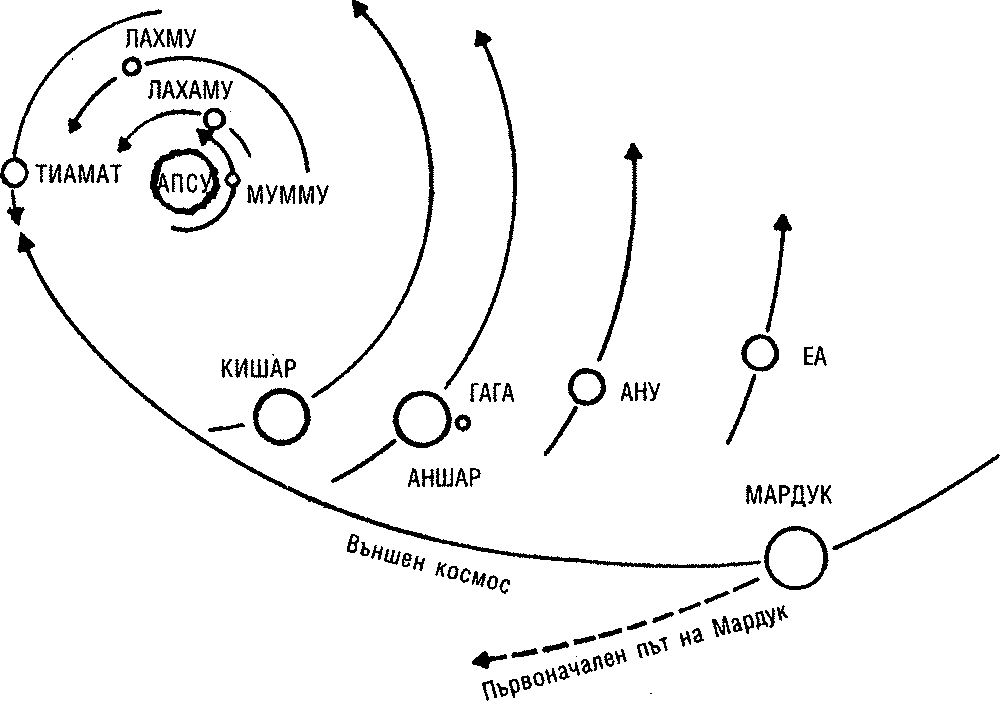 ЛАХМУ
ЛАХАМУ
ТИАМАТ
АПСУ
МУММУ
КИШАР
ГАГА
АНУ
ЕА
АНШАР
МАРДУК
Външен космос
Първоначален път на Мардук